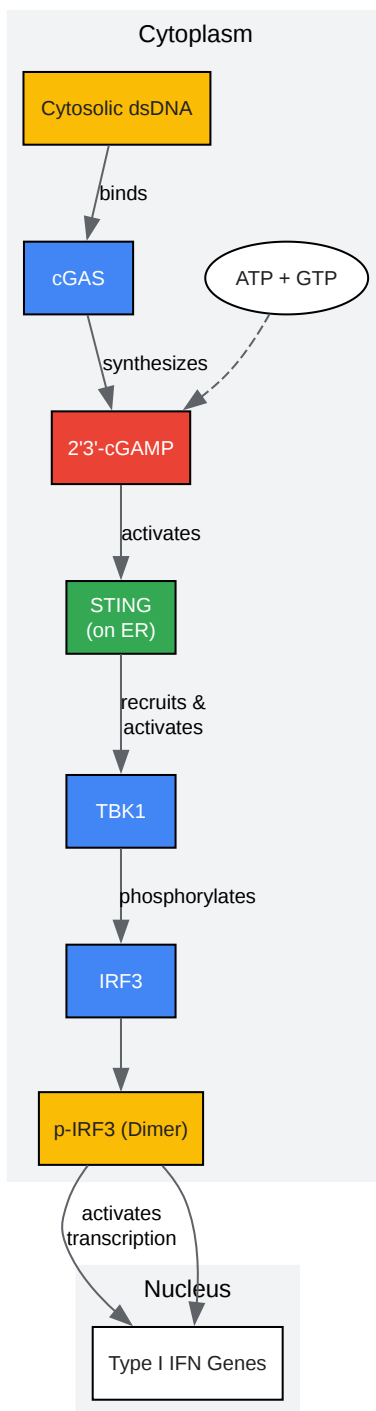 Cytoplasm
Cytosolic dsDNA
binds
cGAS
ATP + GTP
synthesizes
2'3'-cGAMP
activates
STING
(on ER)
recruits &
activates
TBK1
phosphorylates
IRF3
p-IRF3 (Dimer)
activates
transcription
Nucleus
Type I IFN Genes